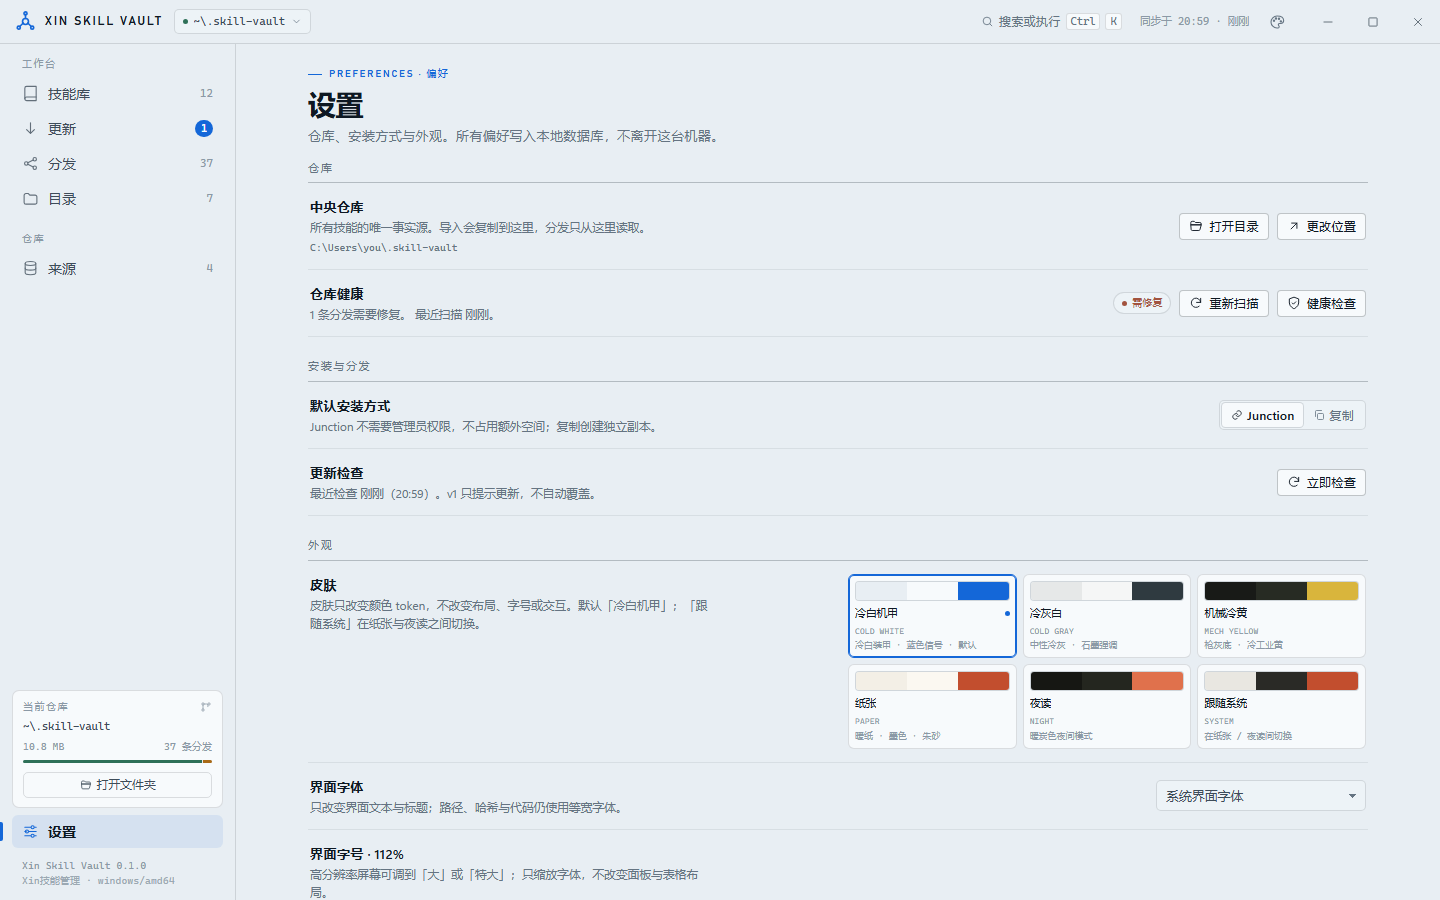 XIN SKILL VAULT
~\.skill-vault
搜索或执行 Ctrl K
同步于 20:59 · 刚刚
工作台
技能库 12
更新 1
分发 37
目录 7
仓库
来源 4
当前仓库
~\.skill-vault
10.8 MB 37 条分发
打开文件夹
设置
Xin Skill Vault 0.1.0
Xin技能管理 · windows/amd64
PREFERENCES · 偏好
设置
仓库、安装方式与外观。所有偏好写入本地数据库，不离开这台机器。
仓库
中央仓库
所有技能的唯一事实源。导入会复制到这里，分发只从这里读取。
C:\Users\you\.skill-vault
打开目录 更改位置
仓库健康
1 条分发需要修复。 最近扫描 刚刚。
需修复 重新扫描 健康检查
安装与分发
默认安装方式
Junction 不需要管理员权限，不占用额外空间；复制创建独立副本。
Junction 复制
更新检查
最近检查 刚刚（20:59）。v1 只提示更新，不自动覆盖。
立即检查
外观
皮肤
皮肤只改变颜色 token，不改变布局、字号或交互。默认「冷白机甲」；「跟
随系统」在纸张与夜读之间切换。
冷白机甲
COLD WHITE
冷白装甲 · 蓝色信号 · 默认
冷灰白
COLD GRAY
中性冷灰 · 石墨强调
机械冷黄
MECH YELLOW
枪灰底 · 冷工业黄
纸张
PAPER
暖纸 · 墨色 · 朱砂
夜读
NIGHT
暖炭色夜间模式
跟随系统
SYSTEM
在纸张 / 夜读间切换
界面字体
只改变界面文本与标题；路径、哈希与代码仍使用等宽字体。
系统界面字体
界面字号 · 112%
高分辨率屏幕可调到「大」或「特大」；只缩放字体，不改变面板与表格布
局。